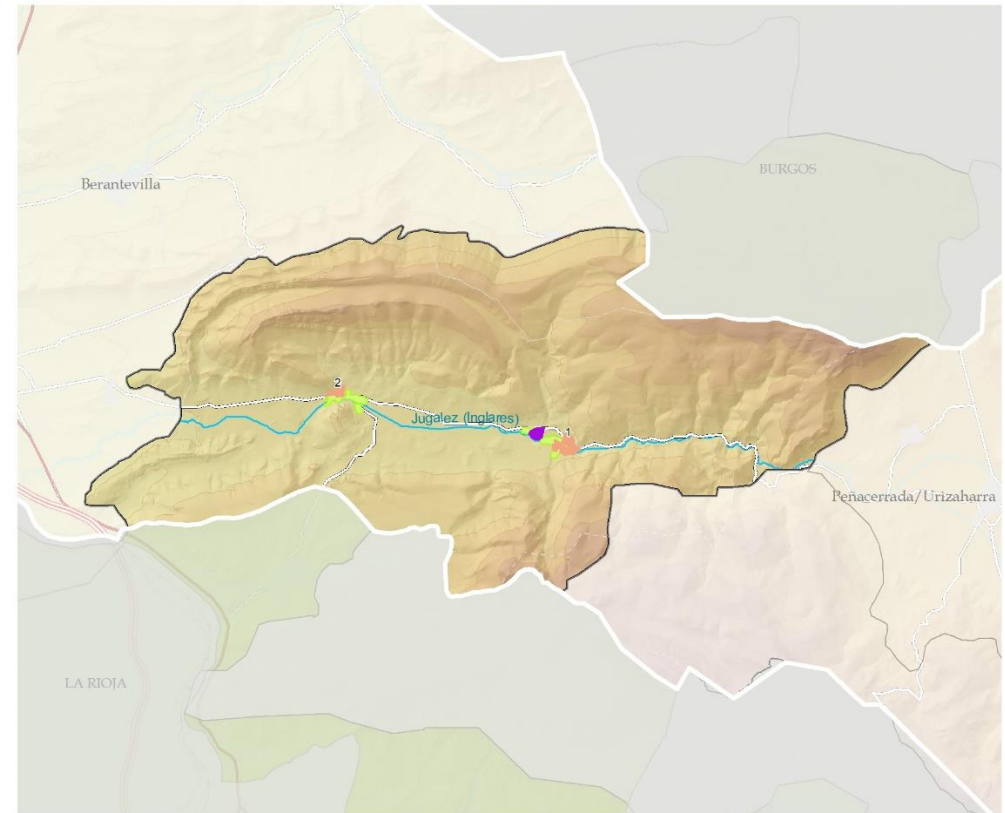 BURGOS
Berantevilla
2
Jugalez (Inglares)
1
Peñacerrada/Urizaharra
LA RIOJA